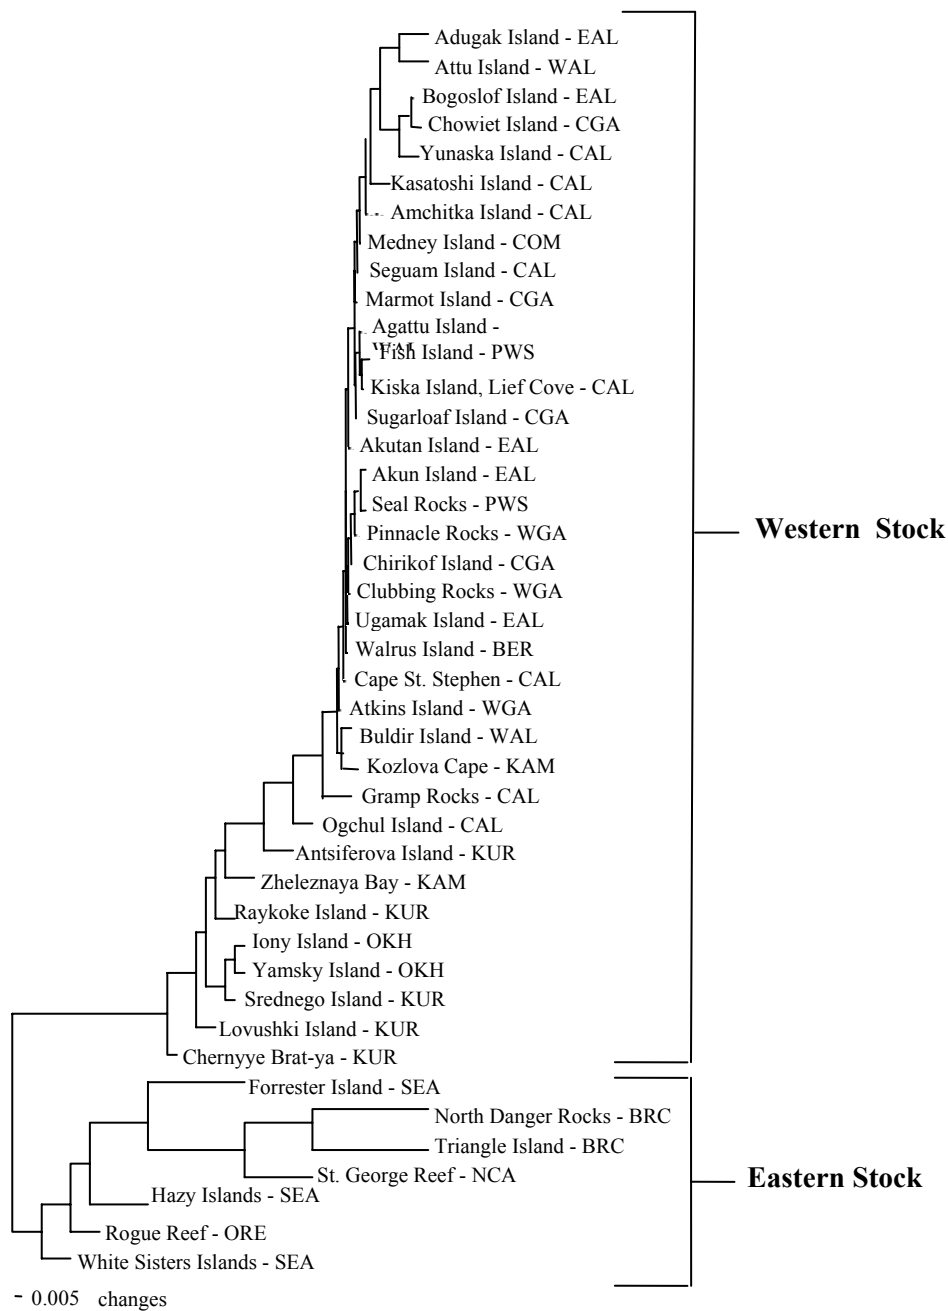 Adugak Island - EAL
Attu Island - WAL
Bogoslof Island - EAL
Chowiet Island - CGA
Yunaska Island - CAL
Kasatoshi Island - CAL
Amchitka Island - CAL
Medney Island - COM
Seguam Island - CAL
Marmot Island - CGA
Agattu Island -
Fish Island - PWS
Kiska Island, Lief Cove - CAL
Sugarloaf Island - CGA
Akutan Island - EAL
Akun Island - EAL
Seal Rocks - PWS
Pinnacle Rocks - WGA
Western Stock
Chirikof Island - CGA
Clubbing Rocks - WGA
Ugamak Island - EAL
Walrus Island - BER
Cape St. Stephen - CAL
Atkins Island - WGA
Buldir Island - WAL
Kozlova Cape - KAM
Gramp Rocks - CAL
Ogchul Island - CAL
Antsiferova Island - KUR
Zheleznaya Bay - KAM
Raykoke Island - KUR
Iony Island - OKH
Yamsky Island - OKH
Srednego Island - KUR
Lovushki Island - KUR
Chernyye Brat-ya - KUR
Forrester Island - SEA
North Danger Rocks - BRC
Triangle Island - BRC
St. George Reef - NCA
Eastern Stock
Hazy Islands - SEA
Rogue Reef - ORE
White Sisters Islands - SEA
0.005 changes